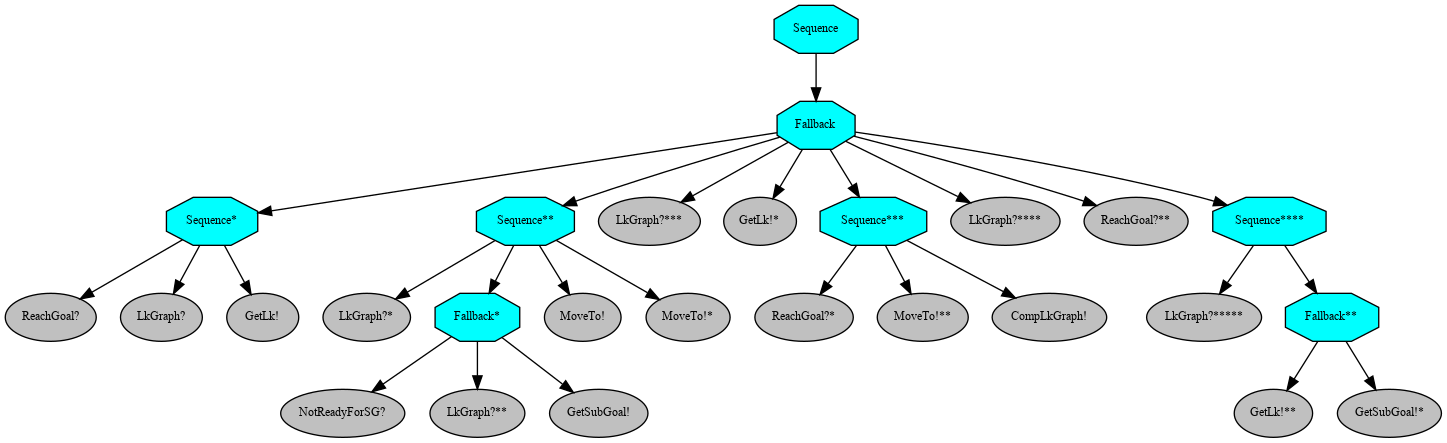 Sequence
Fallback
Sequence*
Sequence**
LkGraph?***
GetLk!*
Sequence***
LkGraph?****
ReachGoal?**
Sequence****
ReachGoal?
LkGraph?
GetLk!
LkGraph?*
Fallback*
MoveTo!
MoveTo!*
ReachGoal?*
MoveTo!**
CompLkGraph!
LkGraph?*****
Fallback**
NotReadyForSG?
LkGraph?**
GetSubGoal!
GetLk!**
GetSubGoal!*